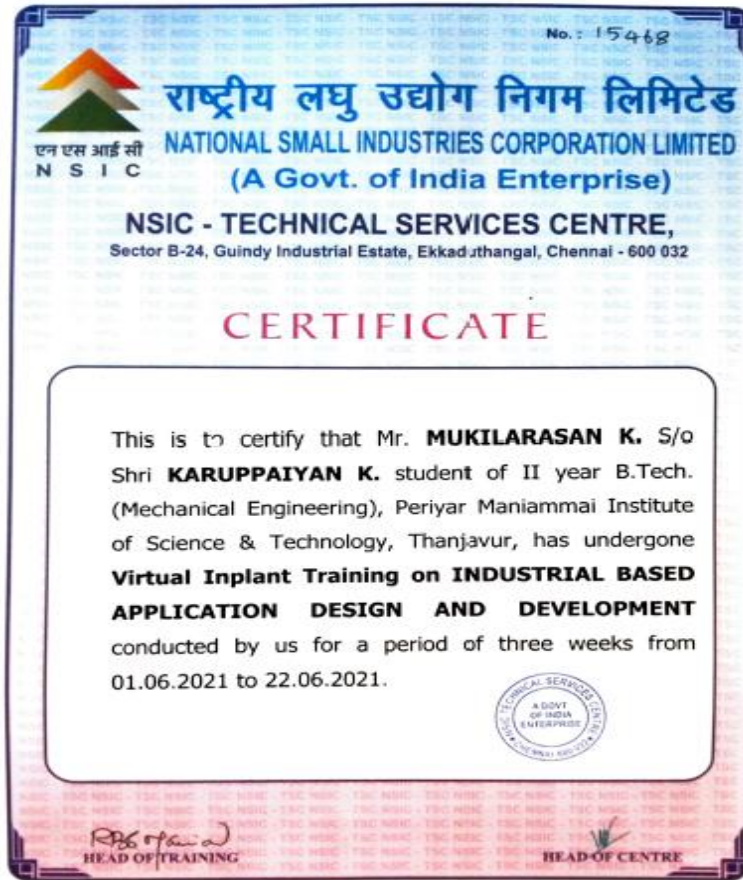 No.: 15468
राष्ट्रीय लघु उद्योग निगम लिमिटेड
एन एस आई सी
N S I C
NATIONAL SMALL INDUSTRIES CORPORATION LIMITED
(A Govt. of India Enterprise)
NSIC - TECHNICAL SERVICES CENTRE,
Sector B-24, Guindy Industrial Estate, Ekkaduthangal, Chennai - 600 032
CERTIFICATE
This is to certify that Mr. MUKILARASAN K. S/o
Shri KARUPPAIYAN K. student of II year B.Tech.
(Mechanical Engineering), Periyar Maniammai Institute
of Science & Technology, Thanjavur, has undergone
Virtual Inplant Training on INDUSTRIAL BASED
APPLICATION DESIGN AND DEVELOPMENT
conducted by us for a period of three weeks from
01.06.2021 to 22.06.2021.
NSIC TECHNICAL SERVICES CENTRE
A GOVT
OF INDIA
ENTERPRISE
HEAD OF TRAINING
HEAD OF CENTRE